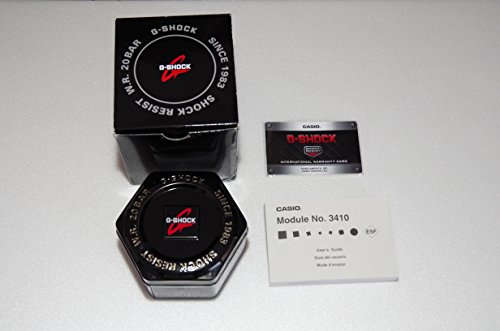 G-SHOCK SINCE 1983 SHOCK RESIST W.R. 20BAR
G-SHOCK
G-SHOCK SINCE 1983 SHOCK RESIST W.R. 20BAR
G-SHOCK
CASIO
G-SHOCK
INTERNATIONAL WARRANTY CARD
CASIO
Module No. 3410
ESF
User's Guide
Guía del usuario
Mode d'emploi